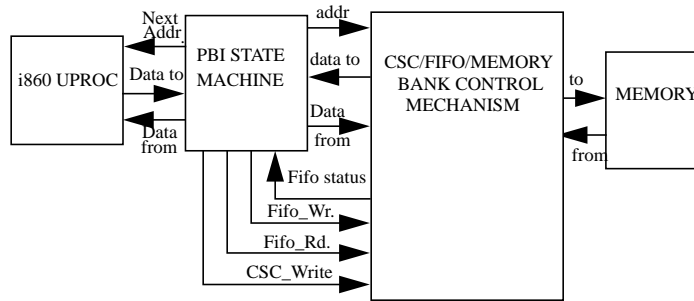 Next
Addr.
i860 UPROC
Data to
Data
from
PBI STATE
MACHINE
addr
data to
Data
from
Fifo status
Fifo_Wr.
Fifo_Rd.
CSC_Write
CSC/FIFO/MEMORY
BANK CONTROL
MECHANISM
to
from
MEMORY